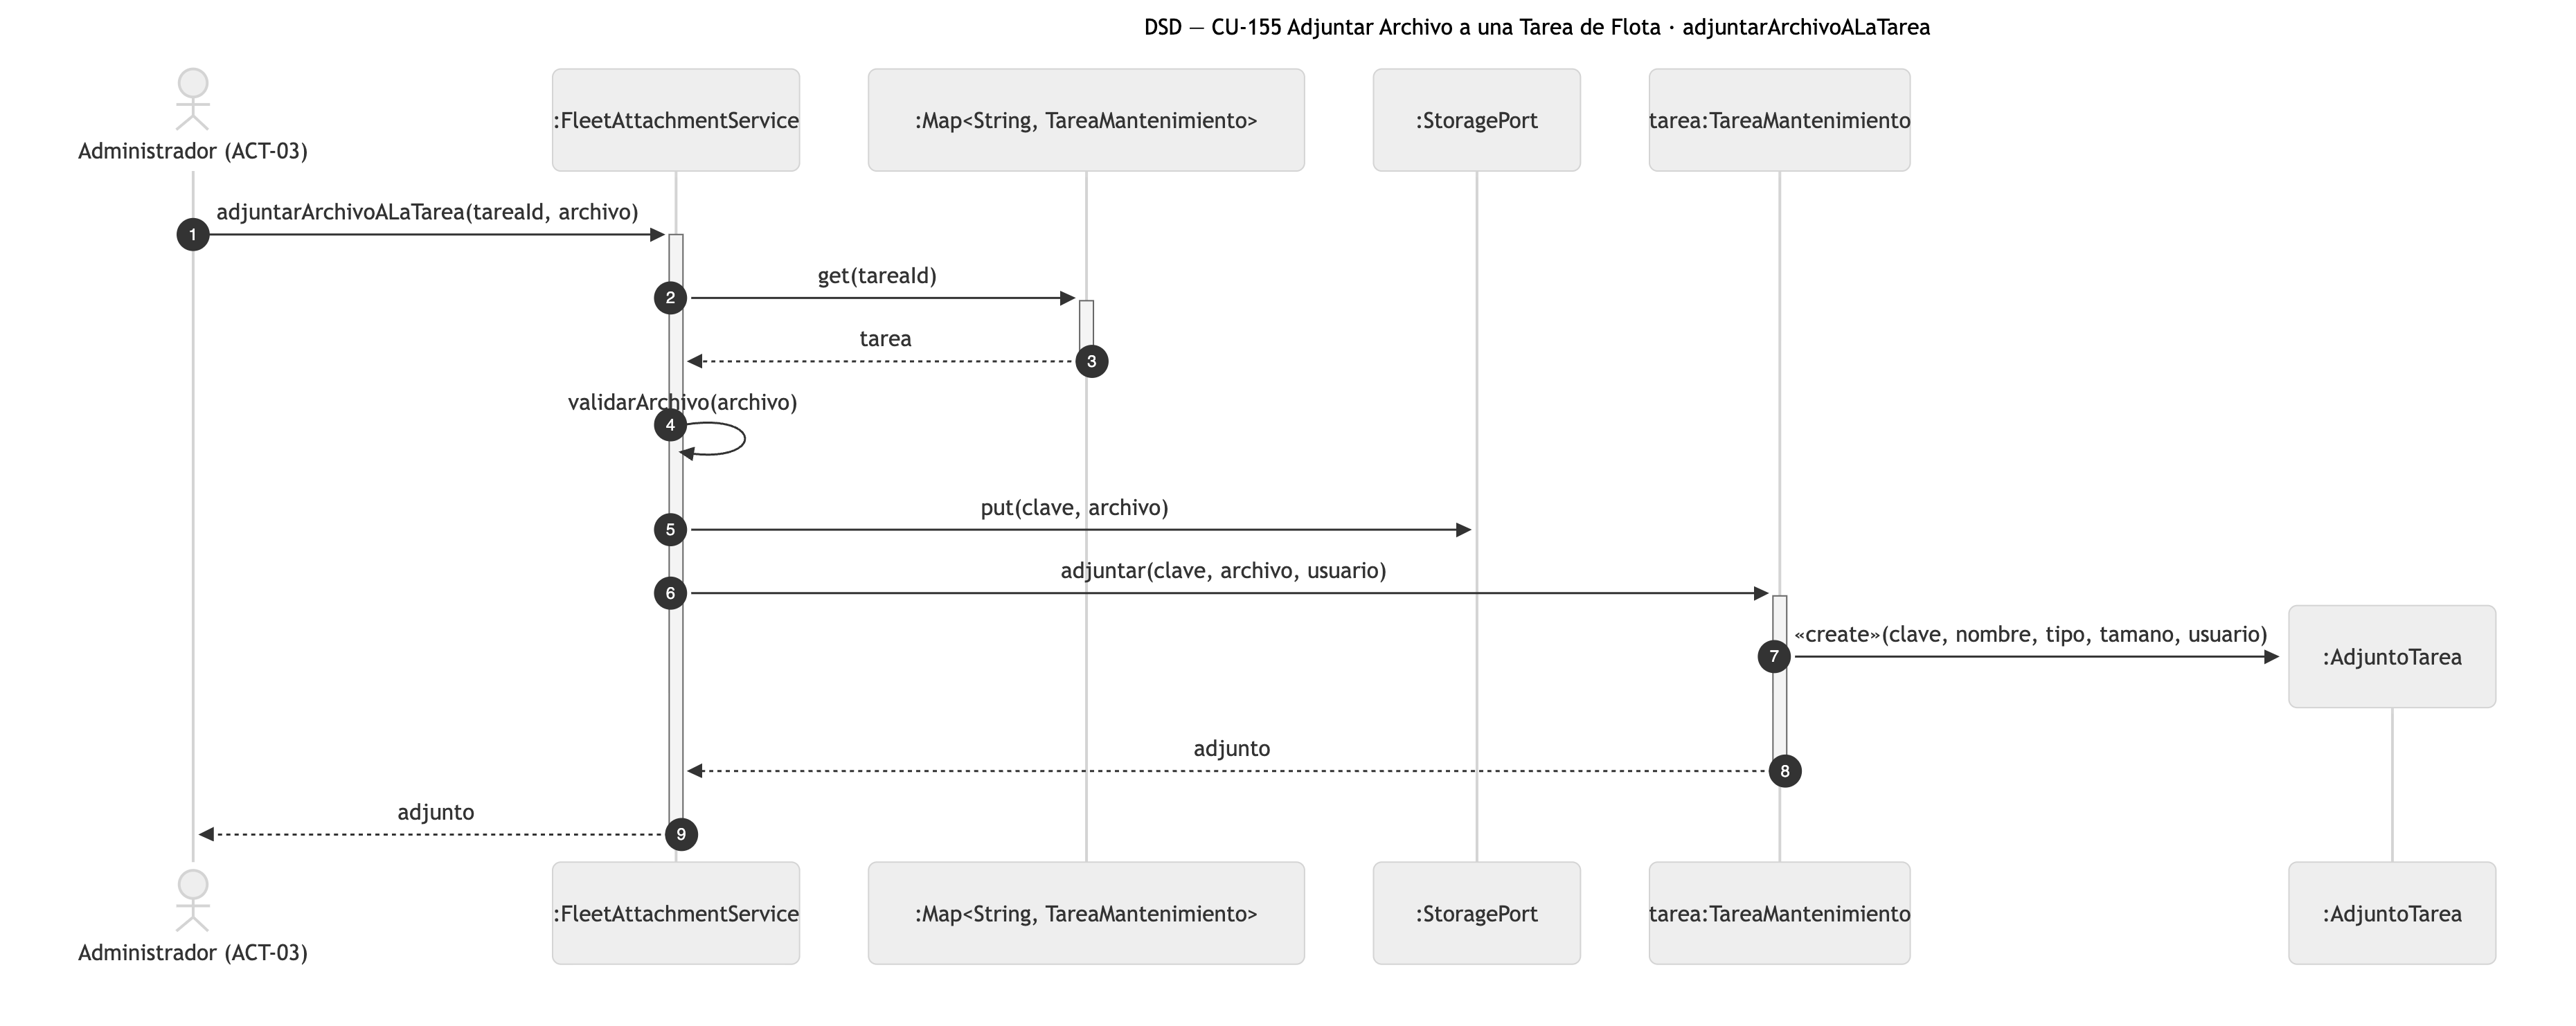 DSD — CU-155 Adjuntar Archivo a una Tarea de Flota · adjuntarArchivoALaTarea
Administrador (ACT-03)
:FleetAttachmentService
:Map<String, TareaMantenimiento>
:StoragePort
tarea:TareaMantenimiento
adjuntarArchivoALaTarea(tareaId, archivo)
1
get(tareaId)
2
tarea
3
validarArchivo(archivo)
4
put(clave, archivo)
5
adjuntar(clave, archivo, usuario)
6
«create»(clave, nombre, tipo, tamano, usuario)
7
:AdjuntoTarea
adjunto
8
adjunto
9
Administrador (ACT-03)
:FleetAttachmentService
:Map<String, TareaMantenimiento>
:StoragePort
tarea:TareaMantenimiento
:AdjuntoTarea